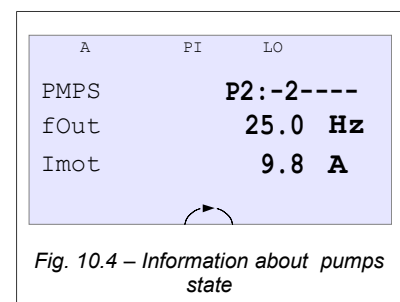 A PI LO
PMPS P2:-2----
fOut 25.0 Hz
Imot 9.8 A
Fig. 10.4 – Information about pumps
state